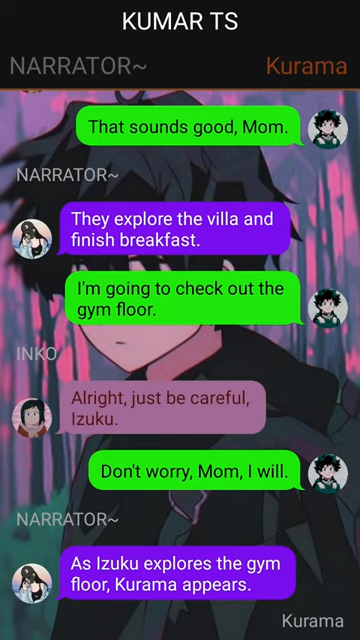 KUMAR TS
NARRATOR~ Kurama
That sounds good, Mom.
NARRATOR~
They explore the villa and
finish breakfast.
I'm going to check out the
gym floor.
INKO
Alright, just be careful,
Izuku.
Don't worry, Mom, I will.
NARRATOR~
As Izuku explores the gym
floor, Kurama appears.
Kurama